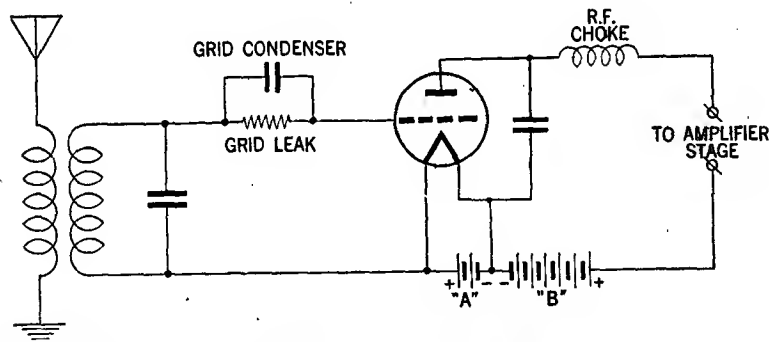 R.F.
CHOKE
GRID CONDENSER
GRID LEAK
TO AMPLIFIER
STAGE
+ "A" - - "B" +